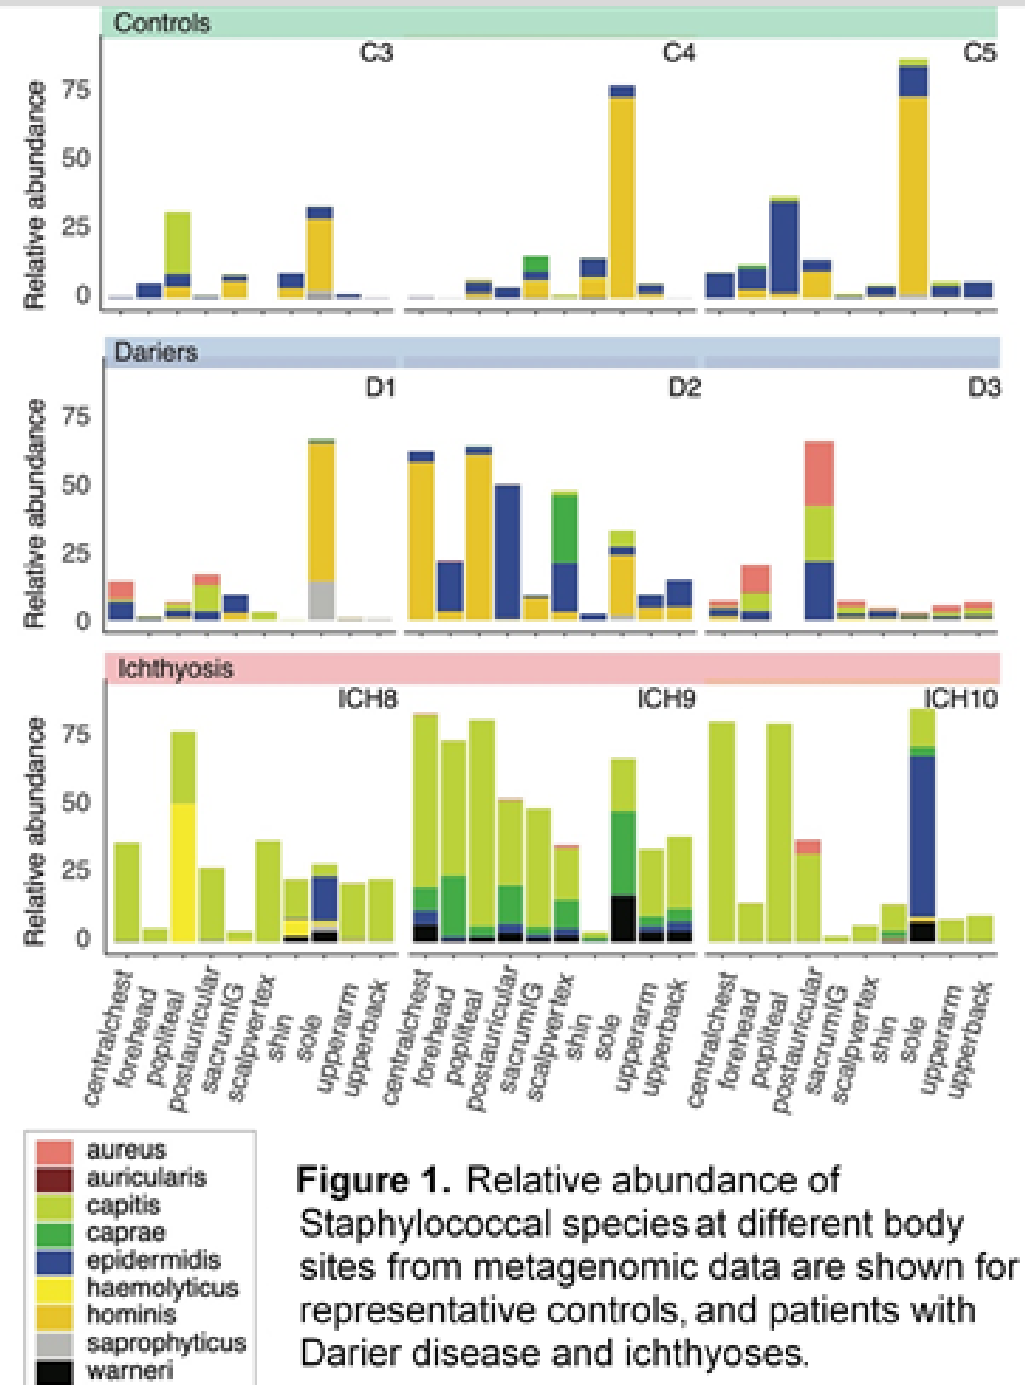 Controls
C3
C4
C5
Relative abundance
75
50
25
0
Dariers
D1
D2
D3
Relative abundance
75
50
25
0
Ichthyosis
ICH8
ICH9
ICH10
Relative abundance
75
50
25
0
centralchest
forehead
popliteal
postauricular
sacrumIG
scalpvertex
shin
sole
upperarm
upperback
centralchest
forehead
popliteal
postauricular
sacrumIG
scalpvertex
shin
sole
upperarm
upperback
centralchest
forehead
popliteal
postauricular
sacrumIG
scalpvertex
shin
sole
upperarm
upperback
aureus
auricularis
capitis
caprae
epidermidis
haemolyticus
hominis
saprophyticus
warneri
Figure 1. Relative abundance of
Staphylococcal species at different body
sites from metagenomic data are shown for
representative controls, and patients with
Darier disease and ichthyoses.